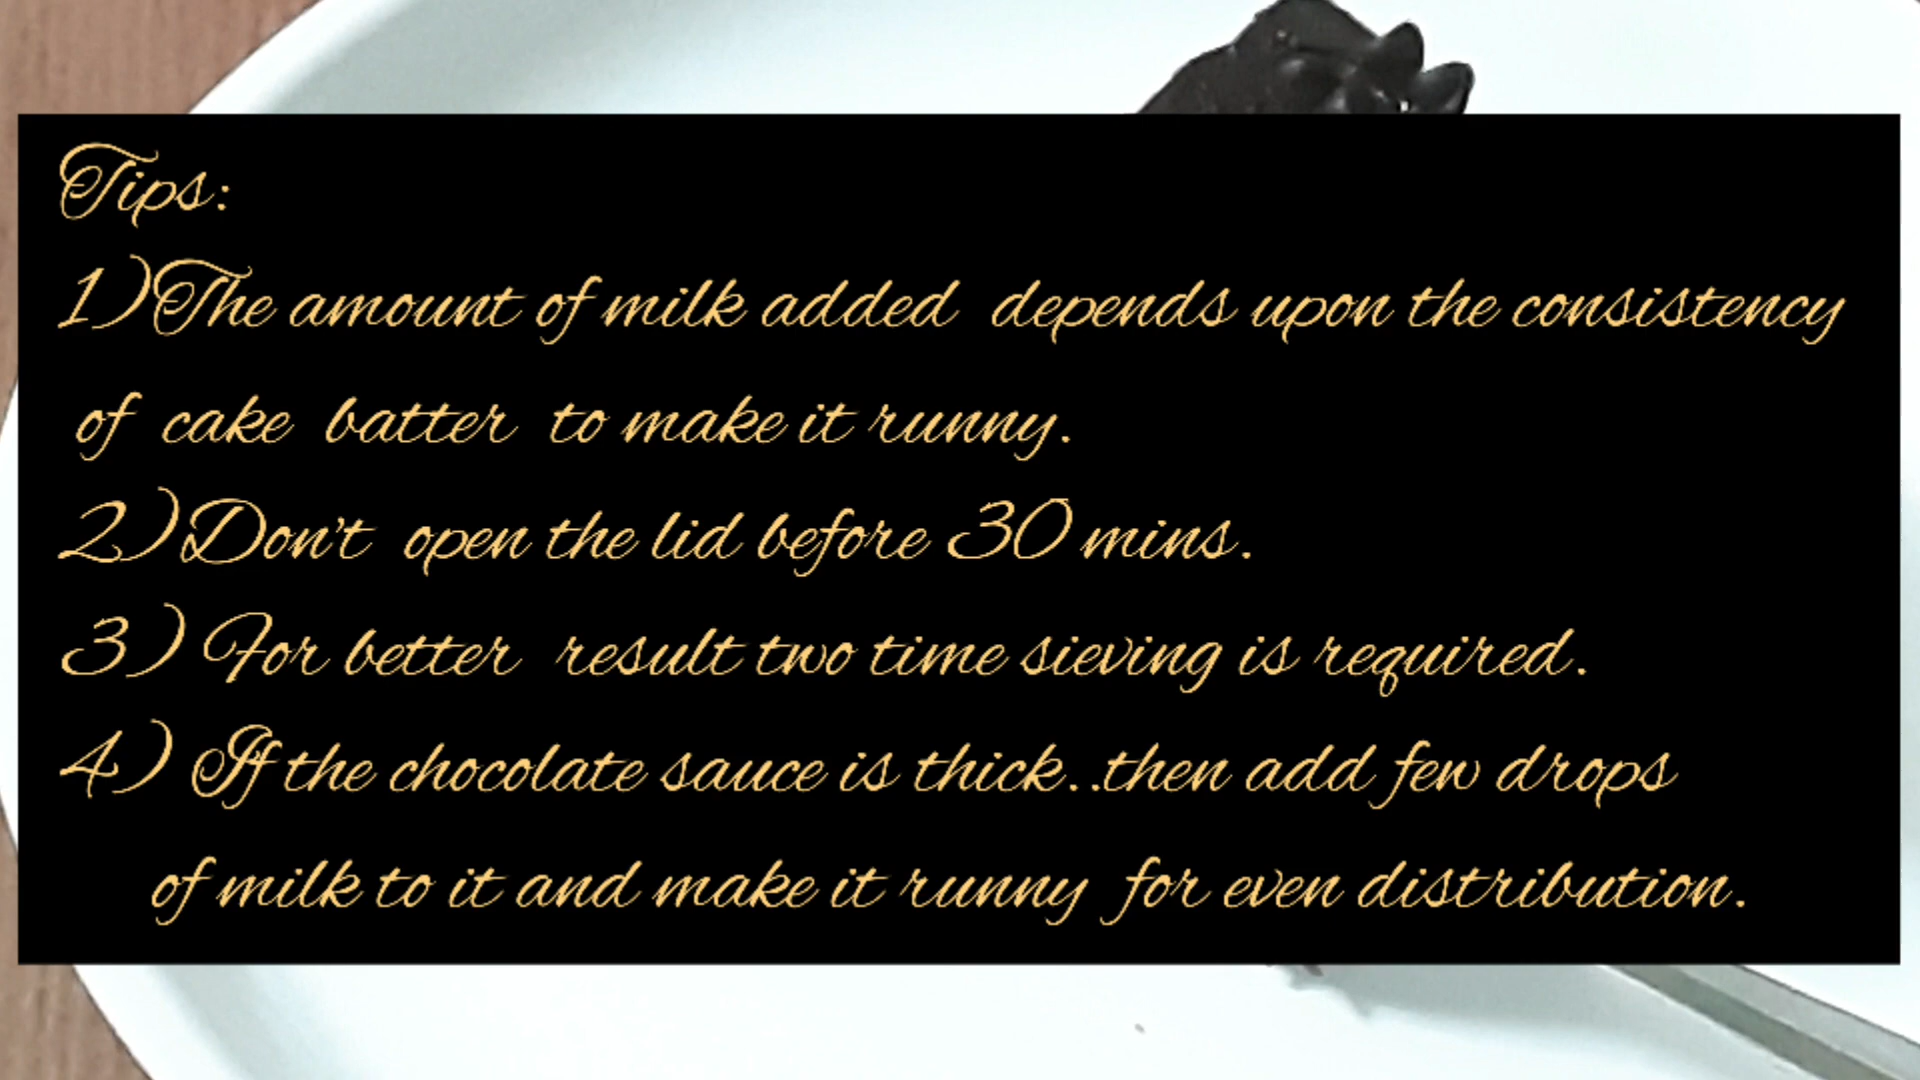 Tips:
1)The amount of milk added depends upon the consistency
of cake batter to make it runny.
2)Don't open the lid before 30 mins.
3) For better result two time sieving is required.
4) If the chocolate sauce is thick..then add few drops
of milk to it and make it runny for even distribution.